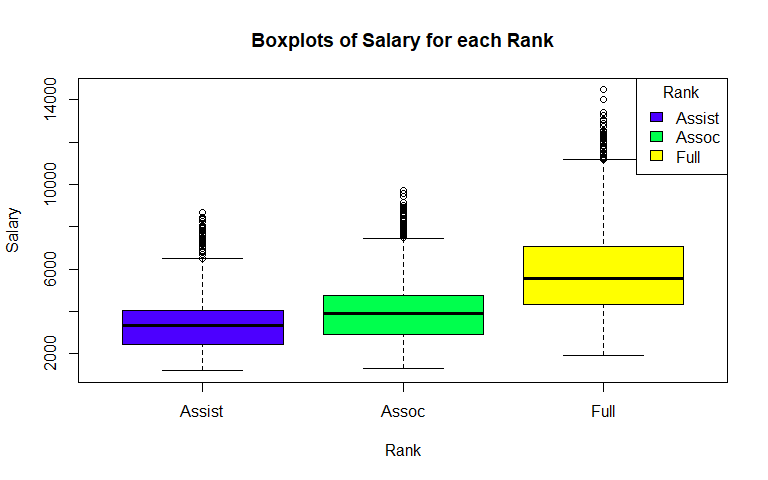 Boxplots of Salary for each Rank
Rank
Assist
Assoc
Full
14000
10000
6000
2000
Salary
Assist Assoc Full
Rank